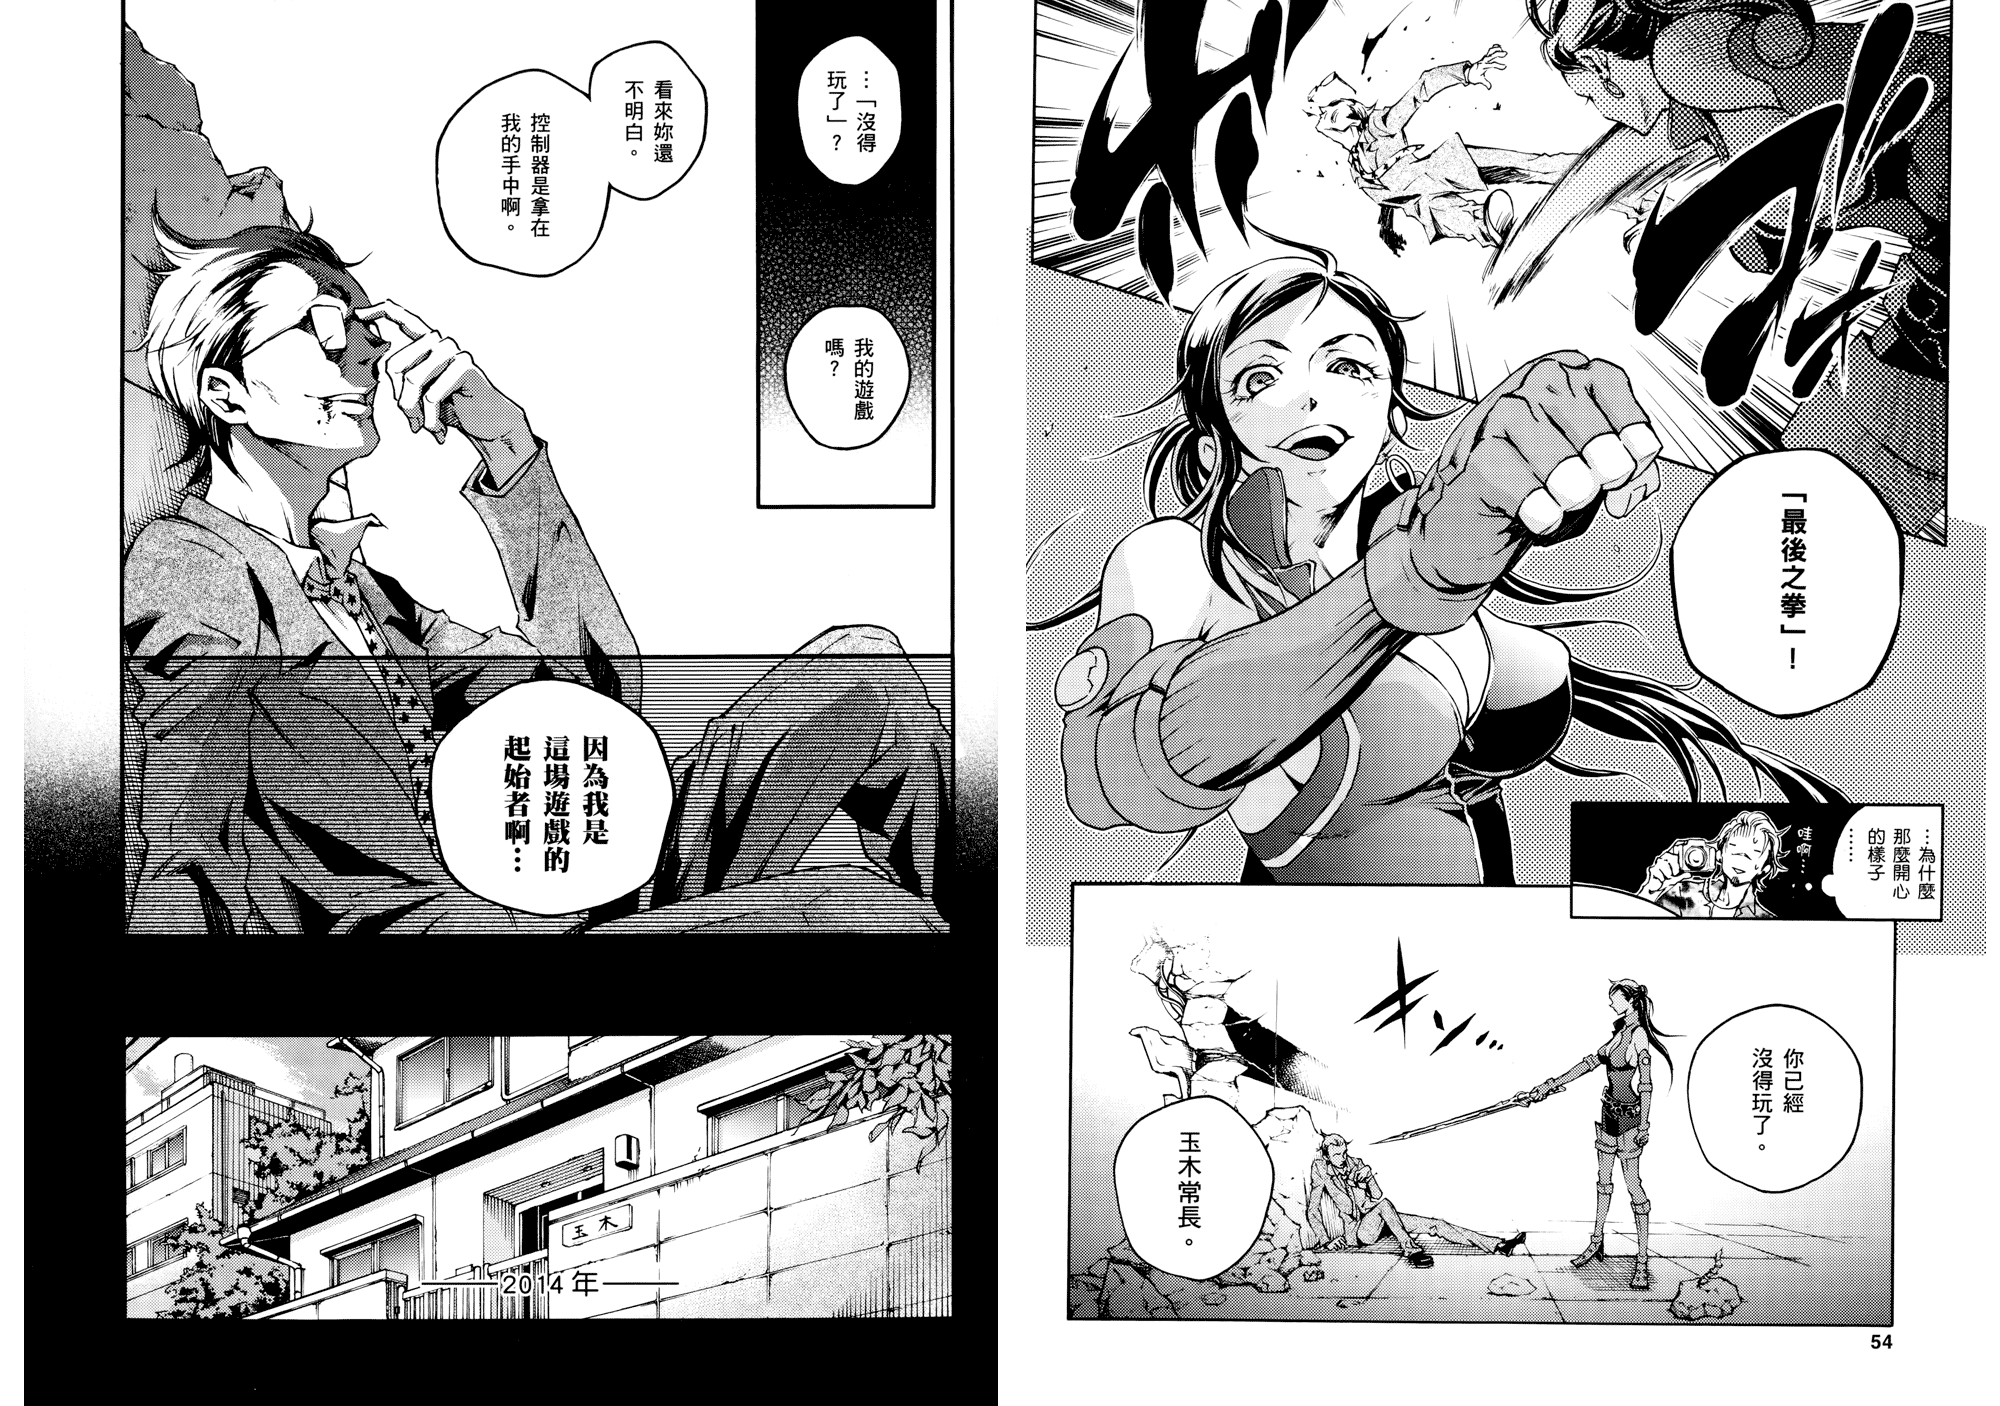 「最後之拳」！
…為什麼
那麼開心
的樣子
……
哇啊…
你已經
沒得玩了。
玉木常長。
54
…「沒得
玩了」？
我的遊戲
嗎？
看來妳還
不明白。
控制器是拿在
我的手中啊。
因為我是
這場遊戲的
起始者啊…
玉木
2014年